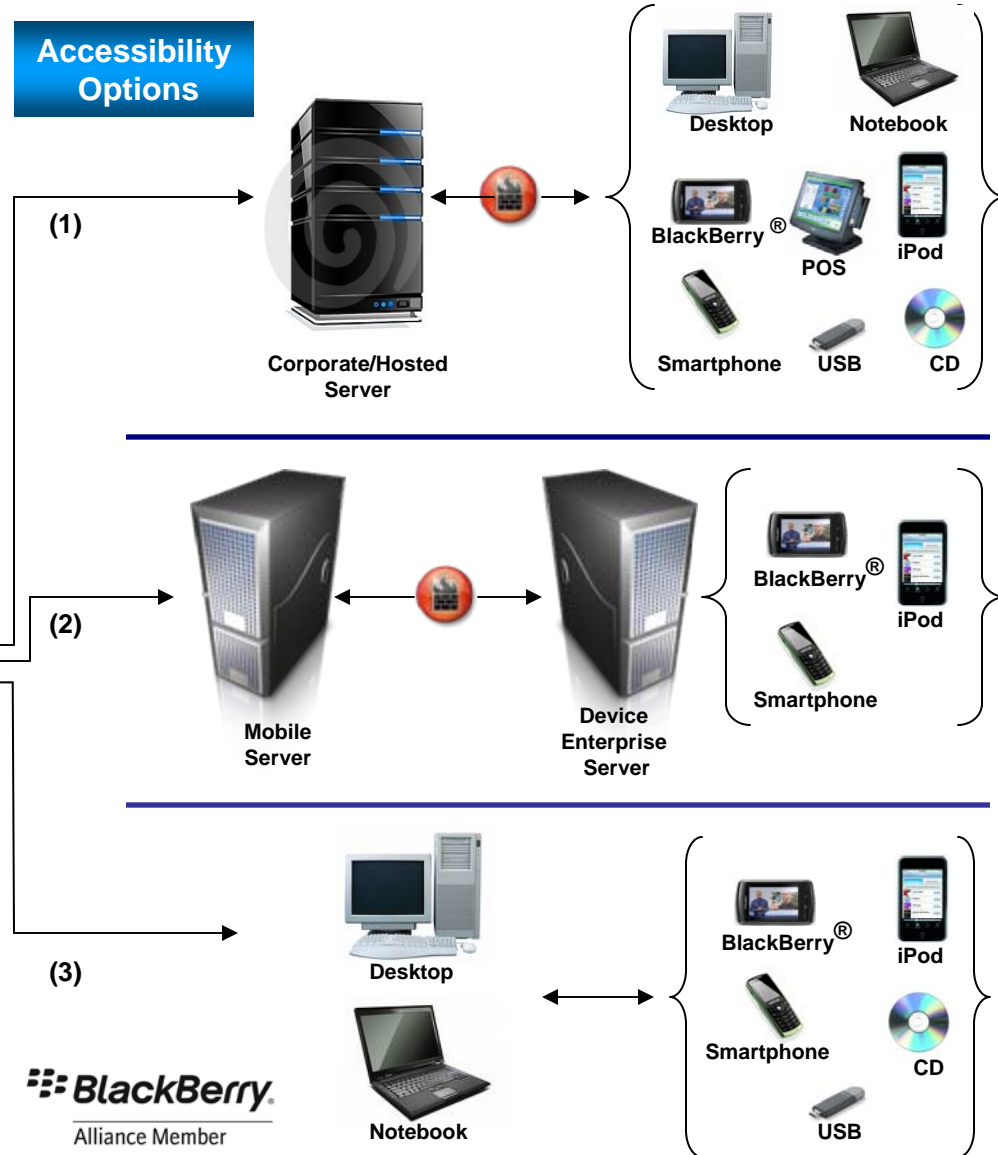 Accessibility
Options
Desktop
Notebook
(1)
BlackBerry ®
POS
iPod
Smartphone
USB
CD
Corporate/Hosted
Server
(2)
BlackBerry®
iPod
Smartphone
Mobile
Server
Device
Enterprise
Server
(3)
Desktop
Notebook
BlackBerry®
iPod
Smartphone
CD
USB
BlackBerry®
Alliance Member